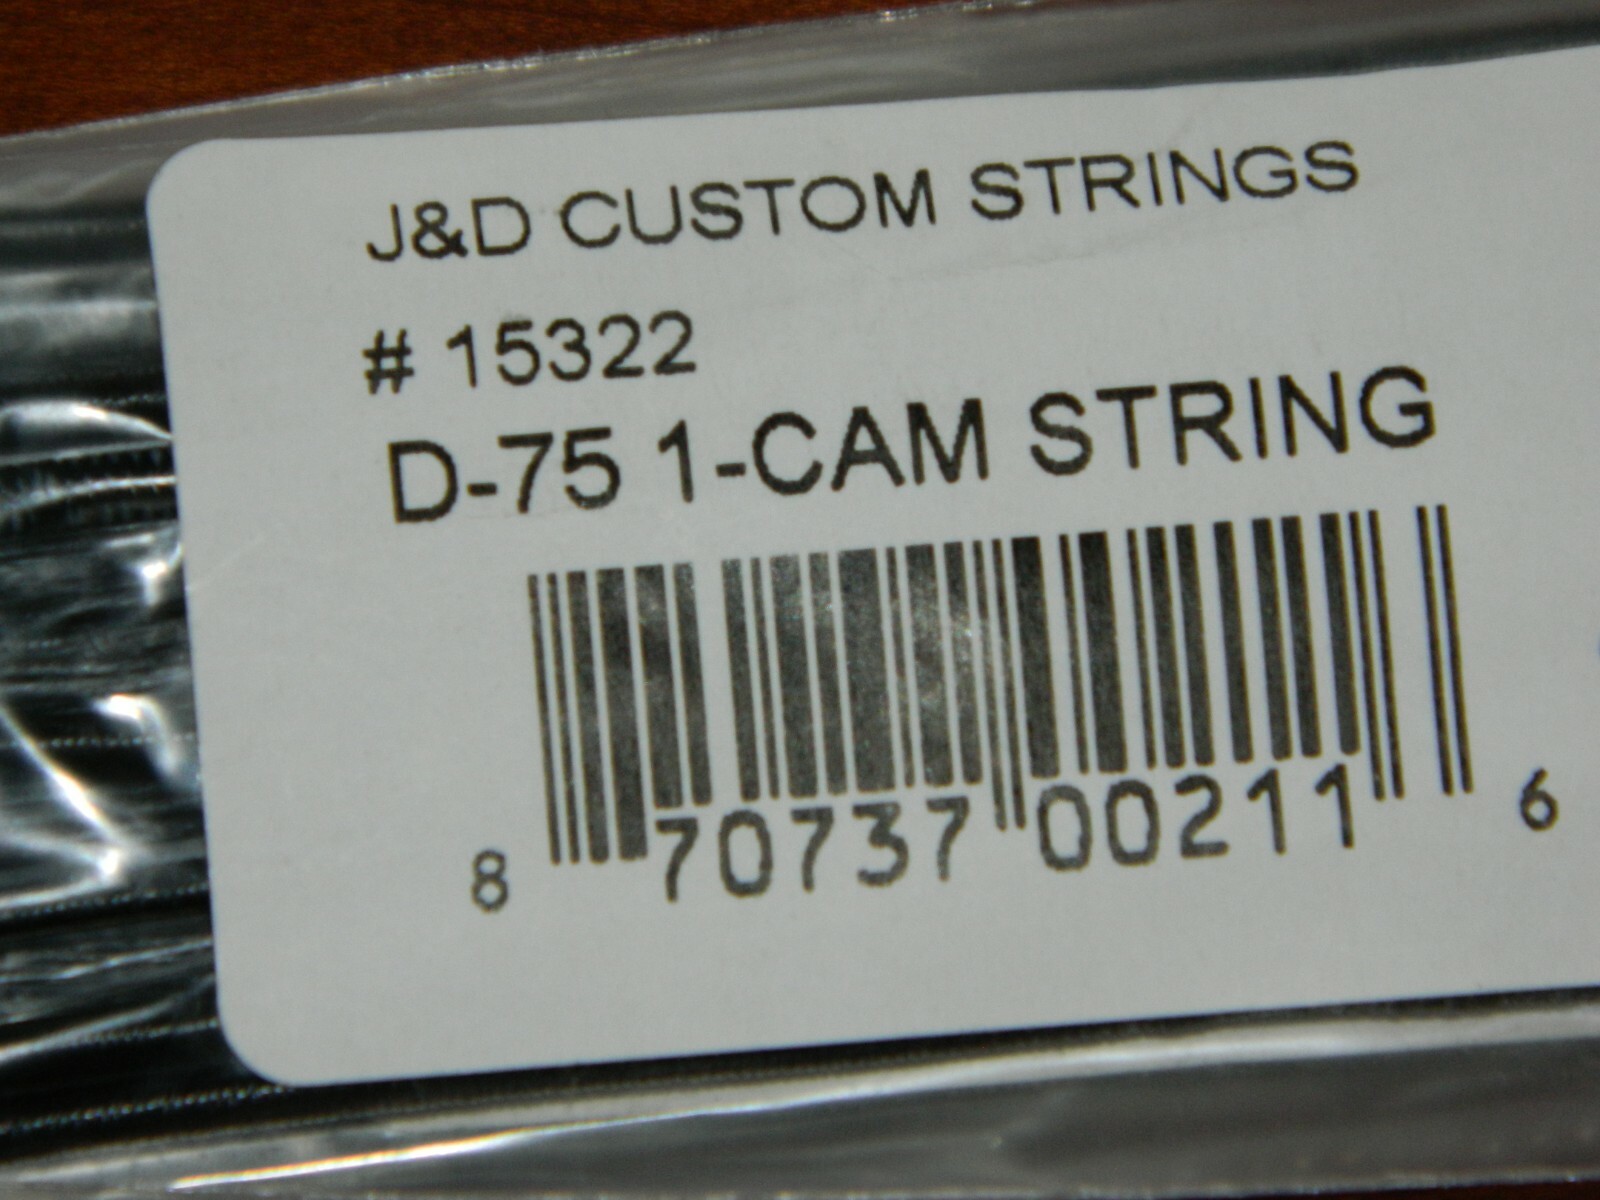 J&D CUSTOM STRINGS
# 15322
D-75 1-CAM STRING
8 70737 00211 6